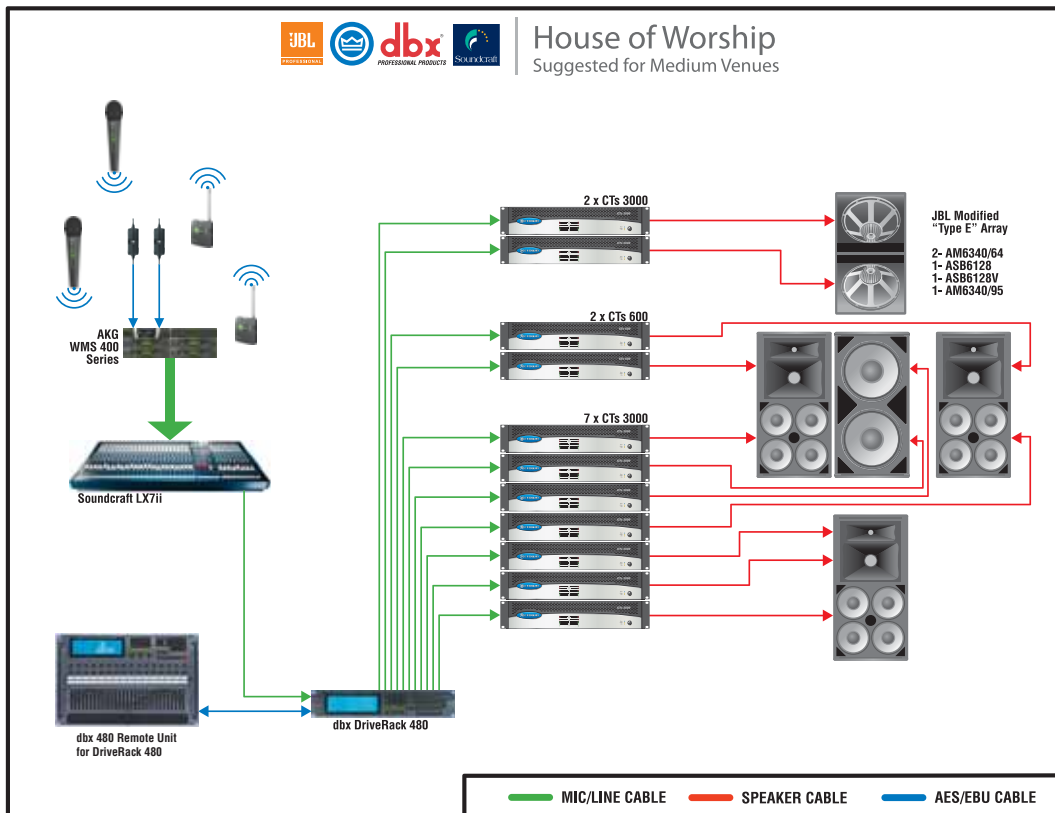 JBL
PROFESSIONAL
dbx
PROFESSIONAL PRODUCTS
Soundcraft
House of Worship
Suggested for Medium Venues
2 x CTs 3000
JBL Modified
“Type E” Array
2- AM6340/64
1- ASB6128
1- ASB6128V
1- AM6340/95
AKG
WMS 400
Series
2 x CTs 600
7 x CTs 3000
Soundcraft LX7ii
dbx DriveRack 480
dbx 480 Remote Unit
for DriveRack 480
MIC/LINE CABLE
SPEAKER CABLE
AES/EBU CABLE